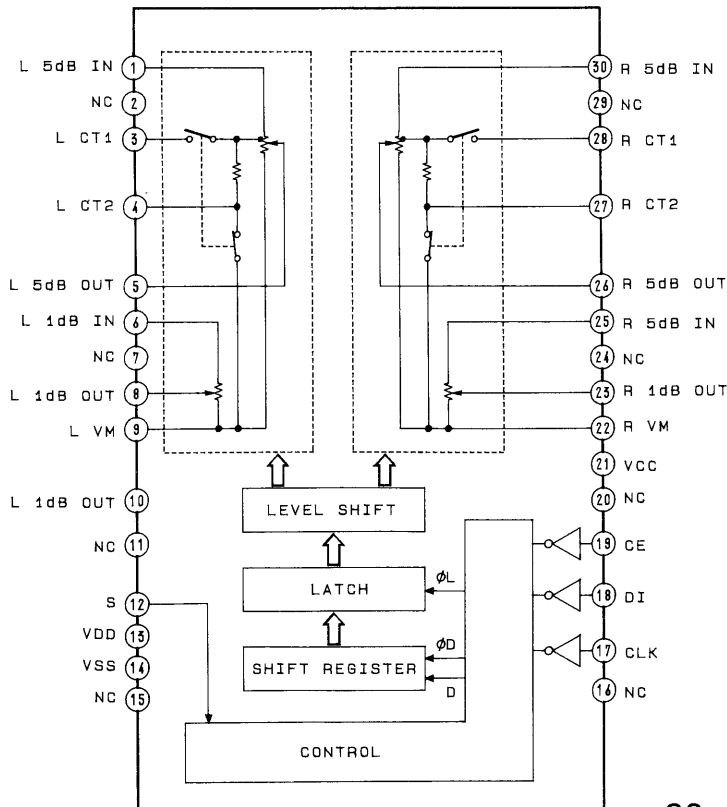 L 5dB IN 1
NC 2
L CT1 3
L CT2 4
L 5dB OUT 5
L 1dB IN 6
NC 7
L 1dB OUT 8
L VM 9
L 1dB OUT 10
NC 11
S 12
VDD 13
VSS 14
NC 15
30 R 5dB IN
29 NC
28 R CT1
27 R CT2
26 R 5dB OUT
25 R 5dB IN
24 NC
23 R 1dB OUT
22 R VM
21 VCC
20 NC
19 CE
18 DI
17 CLK
16 NC
LEVEL SHIFT
LATCH
ØL
SHIFT REGISTER
ØD
D
CONTROL